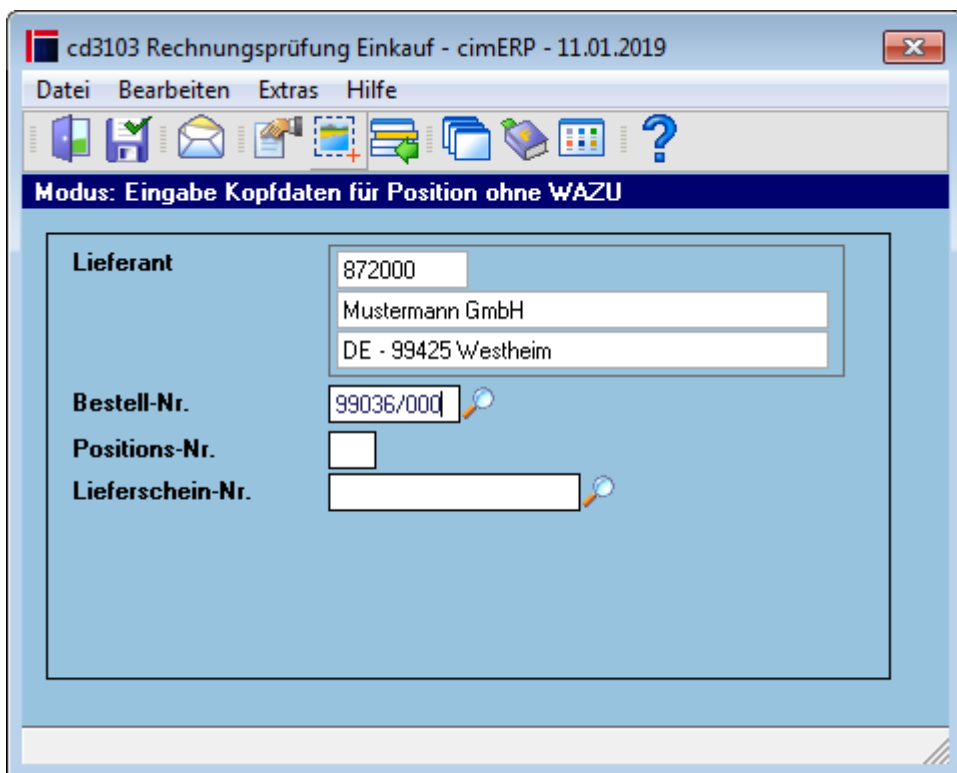 cd3103 Rechnungsprüfung Einkauf - cimERP - 11.01.2019
Datei Bearbeiten Extras Hilfe
Modus: Eingabe Kopfdaten für Position ohne WAZU
Lieferant 872000
Mustermann GmbH
DE - 99425 Westheim
Bestell-Nr. 99036/000
Positions-Nr.
Lieferschein-Nr.